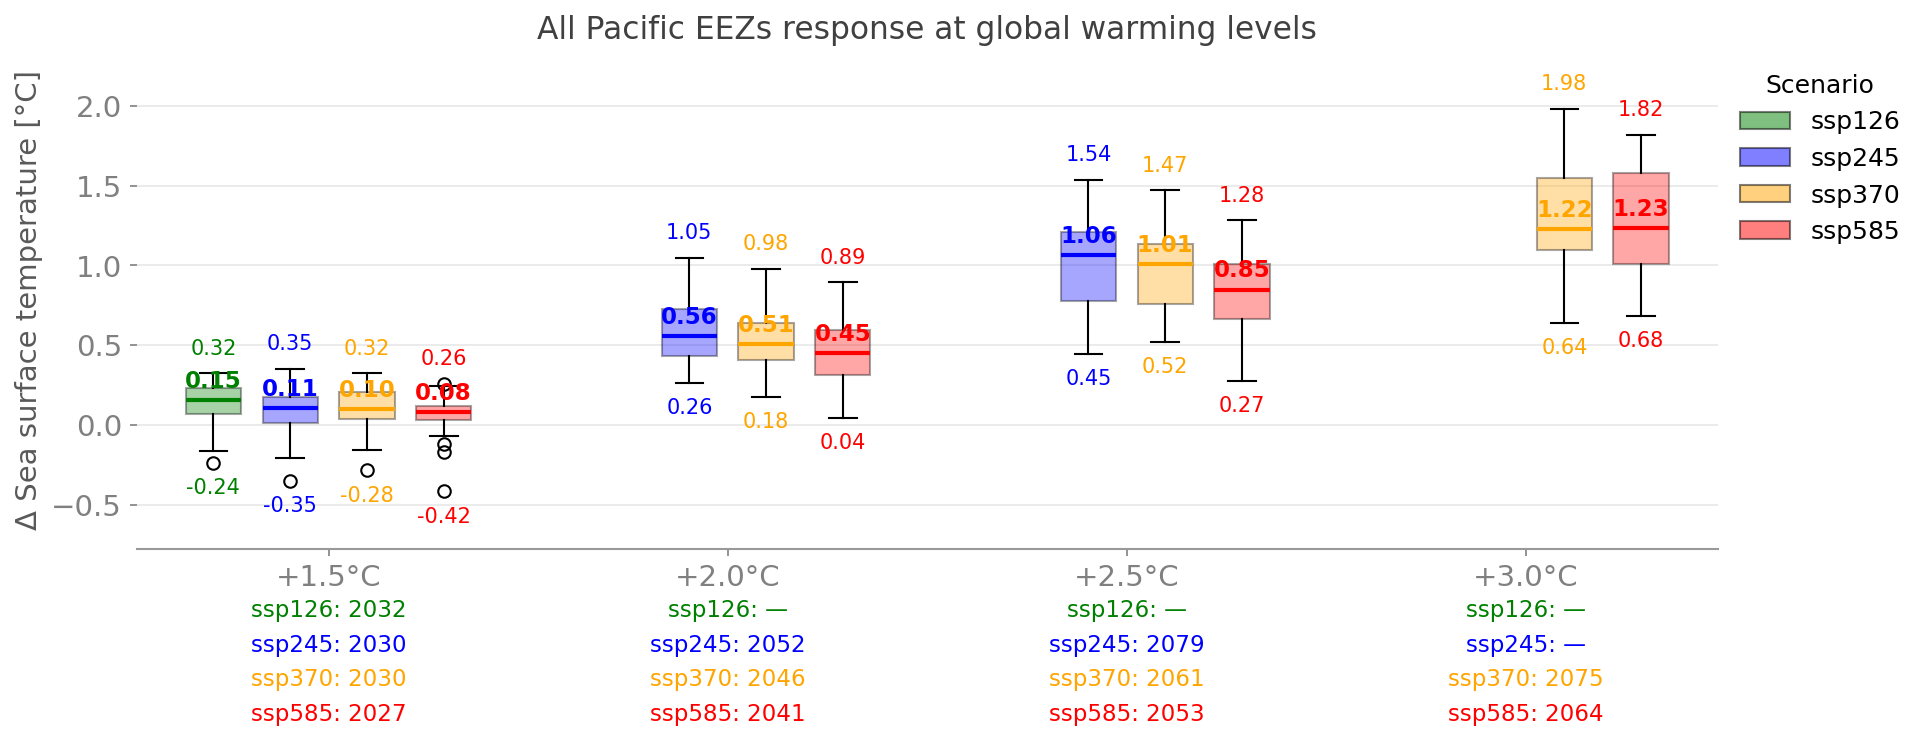 All Pacific EEZs response at global warming levels
Δ Sea surface temperature [°C]
2.0
1.5
1.0
0.5
0.0
−0.5
0.32
0.15
-0.24
0.35
0.11
-0.35
0.32
0.10
-0.28
0.26
0.08
-0.42
1.05
0.56
0.26
0.98
0.51
0.18
0.89
0.45
0.04
1.54
1.06
0.45
1.47
1.01
0.52
1.28
0.85
0.27
1.98
1.22
0.64
1.82
1.23
0.68
Scenario
ssp126
ssp245
ssp370
ssp585
+1.5°C
ssp126: 2032
ssp245: 2030
ssp370: 2030
ssp585: 2027
+2.0°C
ssp126: —
ssp245: 2052
ssp370: 2046
ssp585: 2041
+2.5°C
ssp126: —
ssp245: 2079
ssp370: 2061
ssp585: 2053
+3.0°C
ssp126: —
ssp245: —
ssp370: 2075
ssp585: 2064